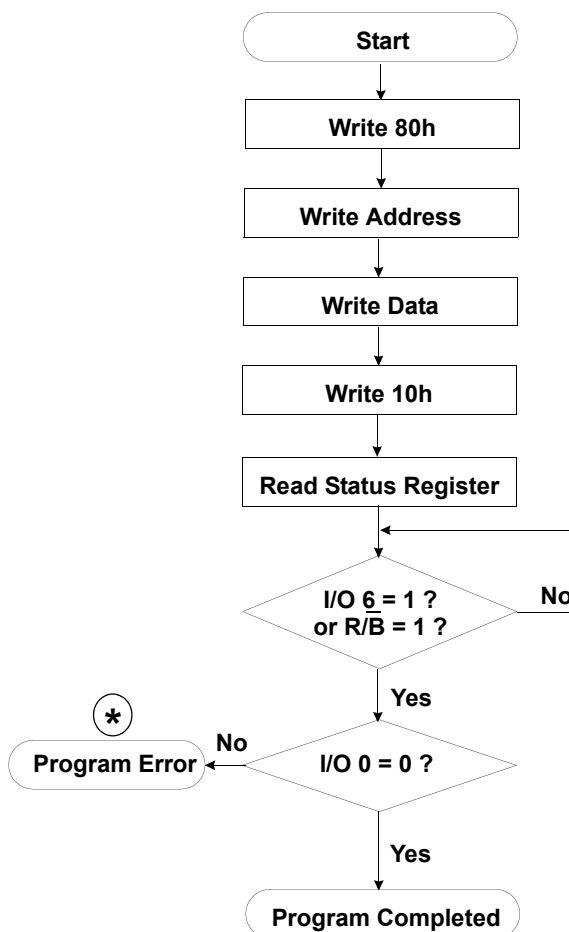 Start
Write 80h
Write Address
Write Data
Write 10h
Read Status Register
I/O 6 = 1 ?
or R/B̅ = 1 ?
No
Yes
*
No
Program Error
I/O 0 = 0 ?
Yes
Program Completed